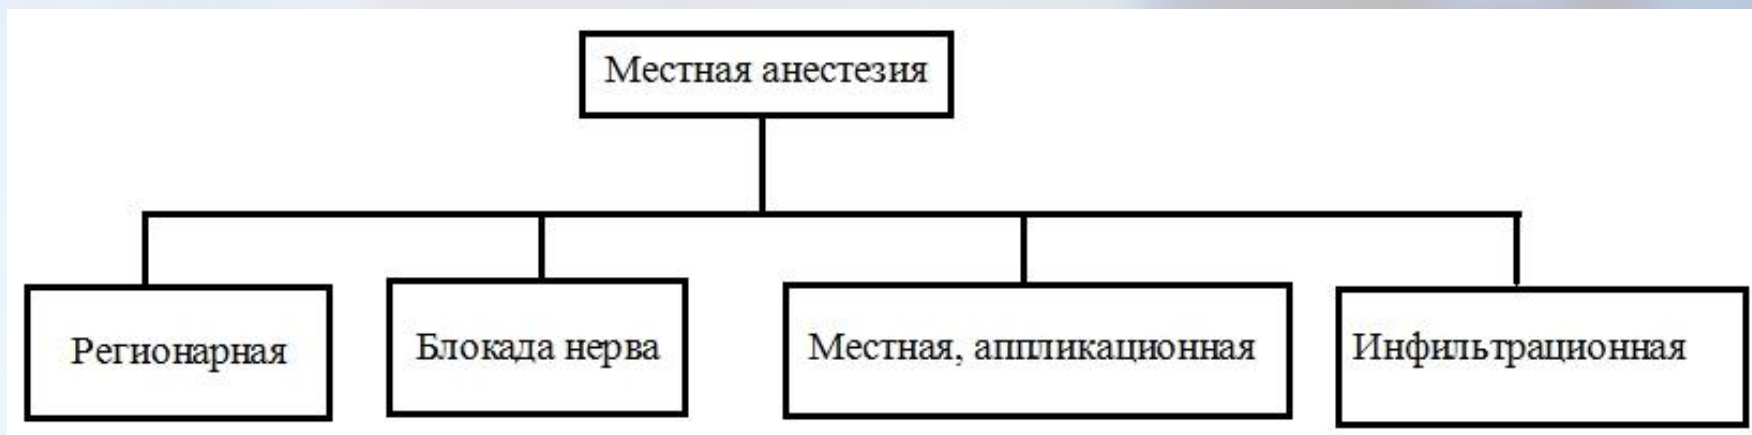 Местная анестезия
Регионарная
Блокада нерва
Местная, аппликационная
Инфильтрационная